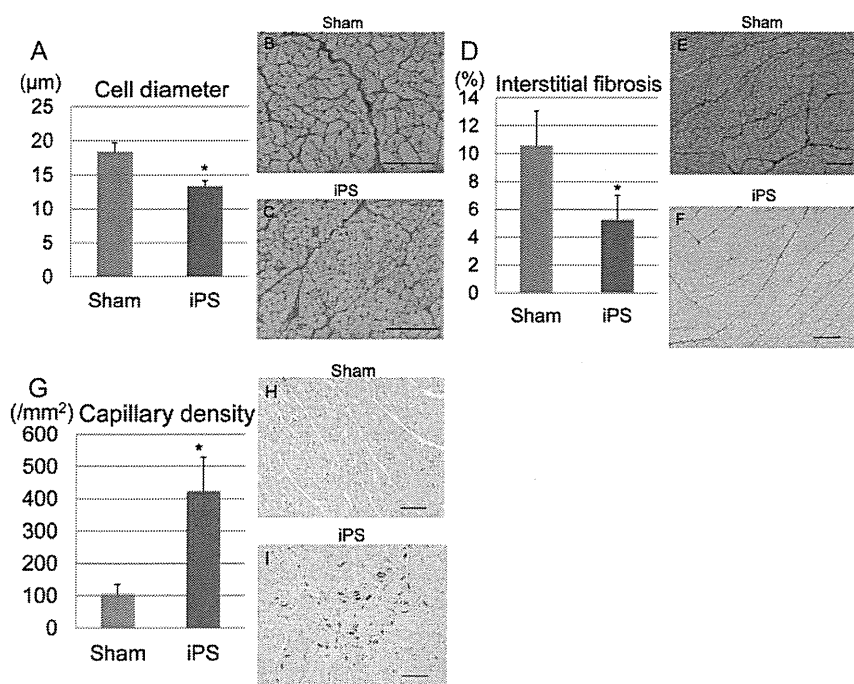 A
(μm)
Cell diameter
25
20
15
10
5
0
*
Sham
iPS
Sham
B
iPS
C
D
(%)
Interstitial fibrosis
14
12
10
8
6
4
2
0
*
Sham
iPS
Sham
E
iPS
F
G
(/mm²)
Capillary density
600
500
400
300
200
100
0
*
Sham
iPS
Sham
H
iPS
I